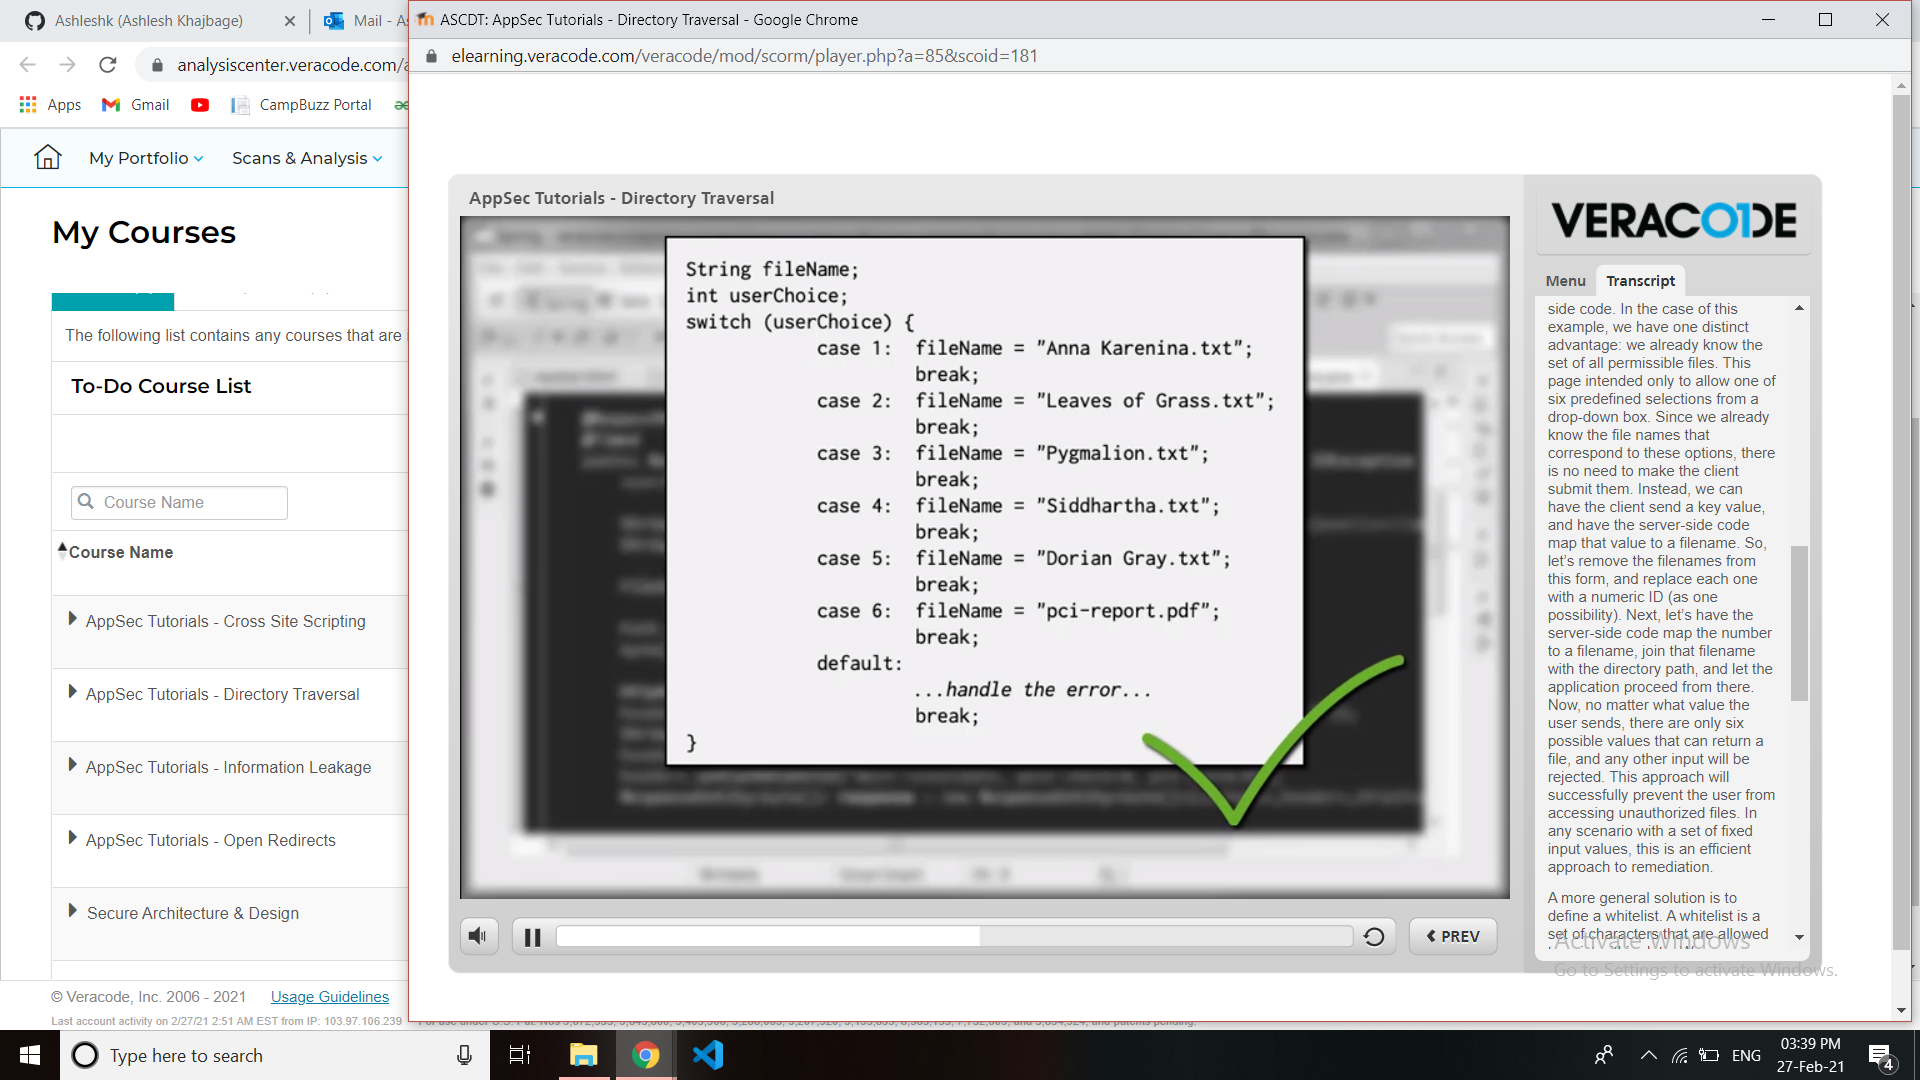 Ashleshk (Ashlesh Khajbage)
Mail - As
ASCDT: AppSec Tutorials - Directory Traversal - Google Chrome
analysiscenter.veracode.com/a
elearning.veracode.com/veracode/mod/scorm/player.php?a=85&scoid=181
Apps
Gmail
CampBuzz Portal
My Portfolio
Scans & Analysis
My Courses
The following list contains any courses that are
To-Do Course List
Course Name
Course Name
AppSec Tutorials - Cross Site Scripting
AppSec Tutorials - Directory Traversal
AppSec Tutorials - Information Leakage
AppSec Tutorials - Open Redirects
Secure Architecture & Design
© Veracode, Inc. 2006 - 2021 Usage Guidelines
Last account activity on 2/27/21 2:51 AM EST from IP: 103.97.106.239
AppSec Tutorials - Directory Traversal
String fileName;
int userChoice;
switch (userChoice) {
case 1: fileName = "Anna Karenina.txt";
break;
case 2: fileName = "Leaves of Grass.txt";
break;
case 3: fileName = "Pygmalion.txt";
break;
case 4: fileName = "Siddhartha.txt";
break;
case 5: fileName = "Dorian Gray.txt";
break;
case 6: fileName = "pci-report.pdf";
break;
default:
...handle the error...
break;
}
PREV
VERACODE
Menu
Transcript
side code. In the case of this
example, we have one distinct
advantage: we already know the
set of all permissible files. This
page intended only to allow one of
six predefined selections from a
drop-down box. Since we already
know the file names that
correspond to these options, there
is no need to make the client
submit them. Instead, we can
have the client send a key value,
and have the server-side code
map that value to a filename. So,
let's remove the filenames from
this form, and replace each one
with a numeric ID (as one
possibility). Next, let's have the
server-side code map the number
to a filename, join that filename
with the directory path, and let the
application proceed from there.
Now, no matter what value the
user sends, there are only six
possible values that can return a
file, and any other input will be
rejected. This approach will
successfully prevent the user from
accessing unauthorized files. In
any scenario with a set of fixed
input values, this is an efficient
approach to remediation.
A more general solution is to
define a whitelist. A whitelist is a
set of characters that are allowed
Activate Windows
Go to Settings to activate Windows.
Type here to search
ENG
03:39 PM
27-Feb-21
4